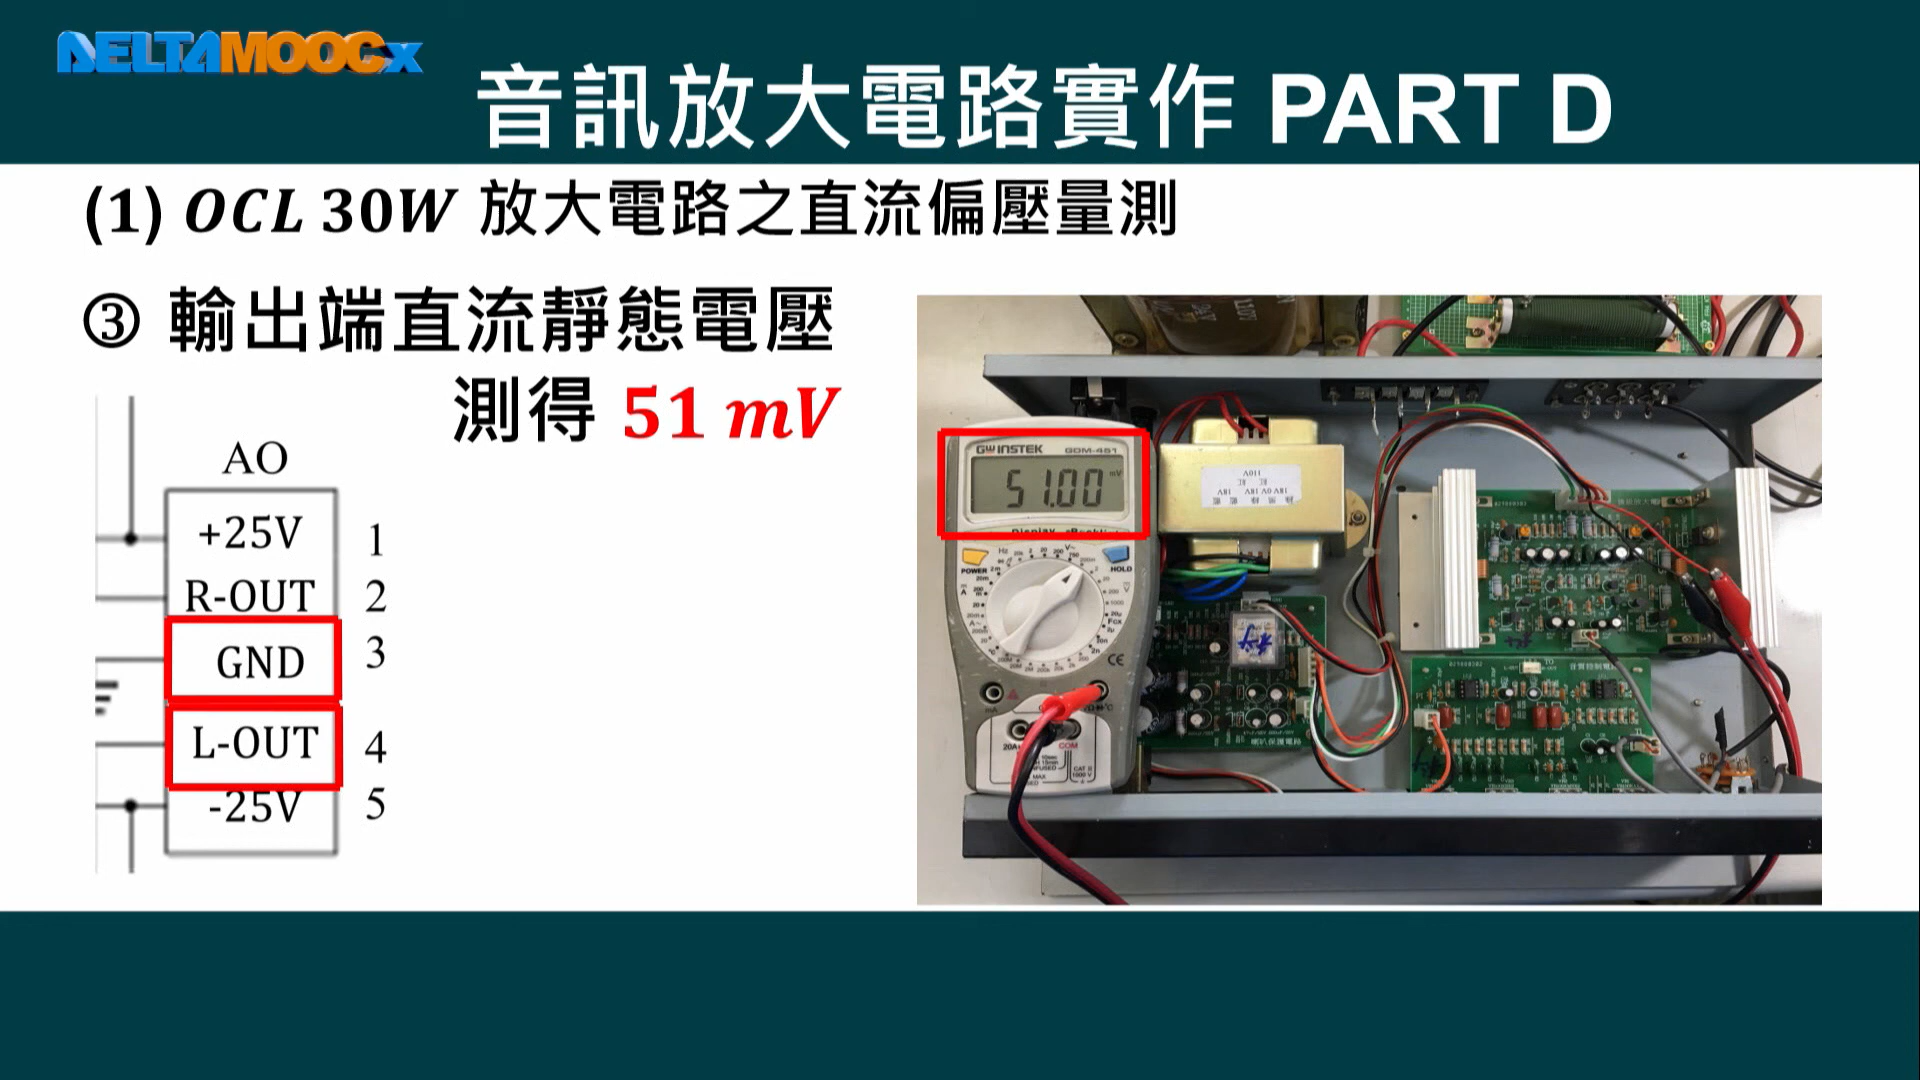 DELTAMOOCx
音訊放大電路實作 PART D
(1) OCL 30W 放大電路之直流偏壓量測
③ 輸出端直流靜態電壓
測得 51 mV
AO
+25V 1
R-OUT 2
GND 3
L-OUT 4
-25V 5
GWINSTEK GDM-451
51.00 mV
POWER
HOLD
COM